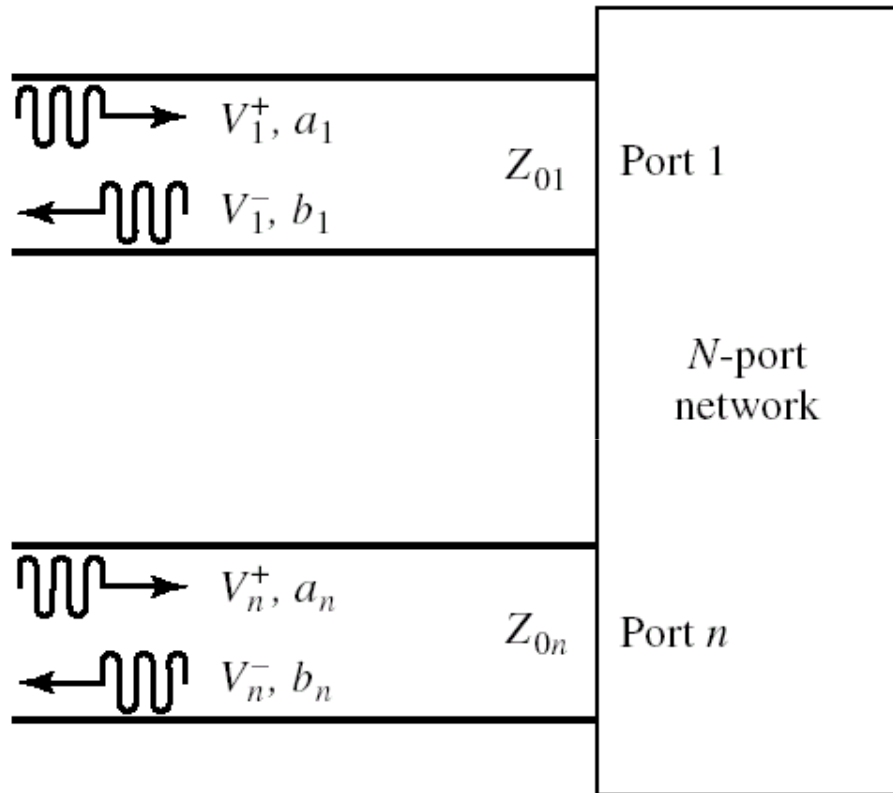 V₁⁺, a₁
Z₀₁
Port 1
V₁⁻, b₁
N-port
network
Vₙ⁺, aₙ
Z₀ₙ
Port n
Vₙ⁻, bₙ